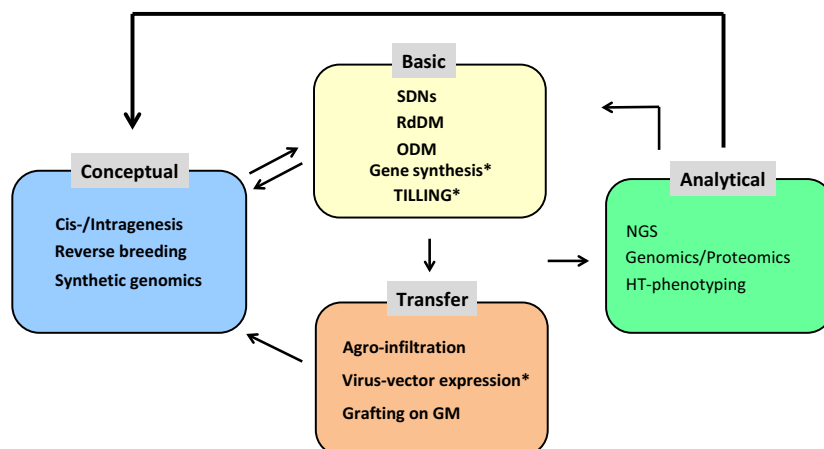 Basic
SDNs
RdDM
ODM
Gene synthesis*
TILLING*
Conceptual
Cis-/Intragenesis
Reverse breeding
Synthetic genomics
Analytical
NGS
Genomics/Proteomics
HT-phenotyping
Transfer
Agro-infiltration
Virus-vector expression*
Grafting on GM